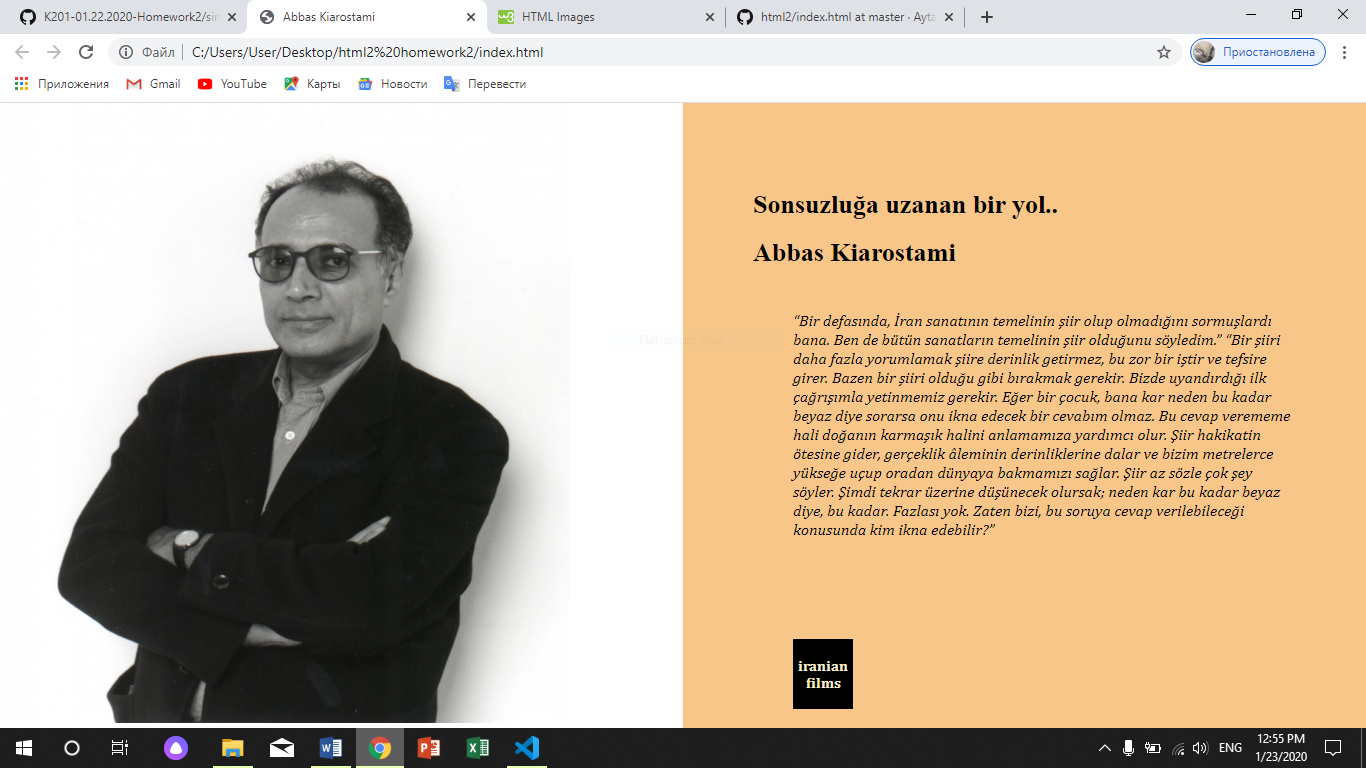 K201-01.22.2020-Homework2/sin
Abbas Kiarostami
HTML Images
html2/index.html at master · Ayta
Файл
C:/Users/User/Desktop/html2%20homework2/index.html
Приостановлена
Приложения
Gmail
YouTube
Карты
Новости
Перевести
Sonsuzluğa uzanan bir yol..
Abbas Kiarostami
“Bir defasında, İran sanatının temelinin şiir olup olmadığını sormuşlardı
bana. Ben de bütün sanatların temelinin şiir olduğunu söyledim.” “Bir şiiri
daha fazla yorumlamak şiire derinlik getirmez, bu zor bir iştir ve tefsire
girer. Bazen bir şiiri olduğu gibi bırakmak gerekir. Bizde uyandırdığı ilk
çağrışımla yetinmemiz gerekir. Eğer bir çocuk, bana kar neden bu kadar
beyaz diye sorarsa onu ikna edecek bir cevabım olmaz. Bu cevap verememe
hali doğanın karmaşık halini anlamamıza yardımcı olur. Şiir hakikatin
ötesine gider, gerçeklik âleminin derinliklerine dalar ve bizim metrelerce
yükseğe uçup oradan dünyaya bakmamızı sağlar. Şiir az sözle çok şey
söyler. Şimdi tekrar üzerine düşünecek olursak; neden kar bu kadar beyaz
diye, bu kadar. Fazlası yok. Zaten bizi, bu soruya cevap verilebileceği
konusunda kim ikna edebilir?”
Full-screen Snip
iranian
films
ENG
12:55 PM
1/23/2020